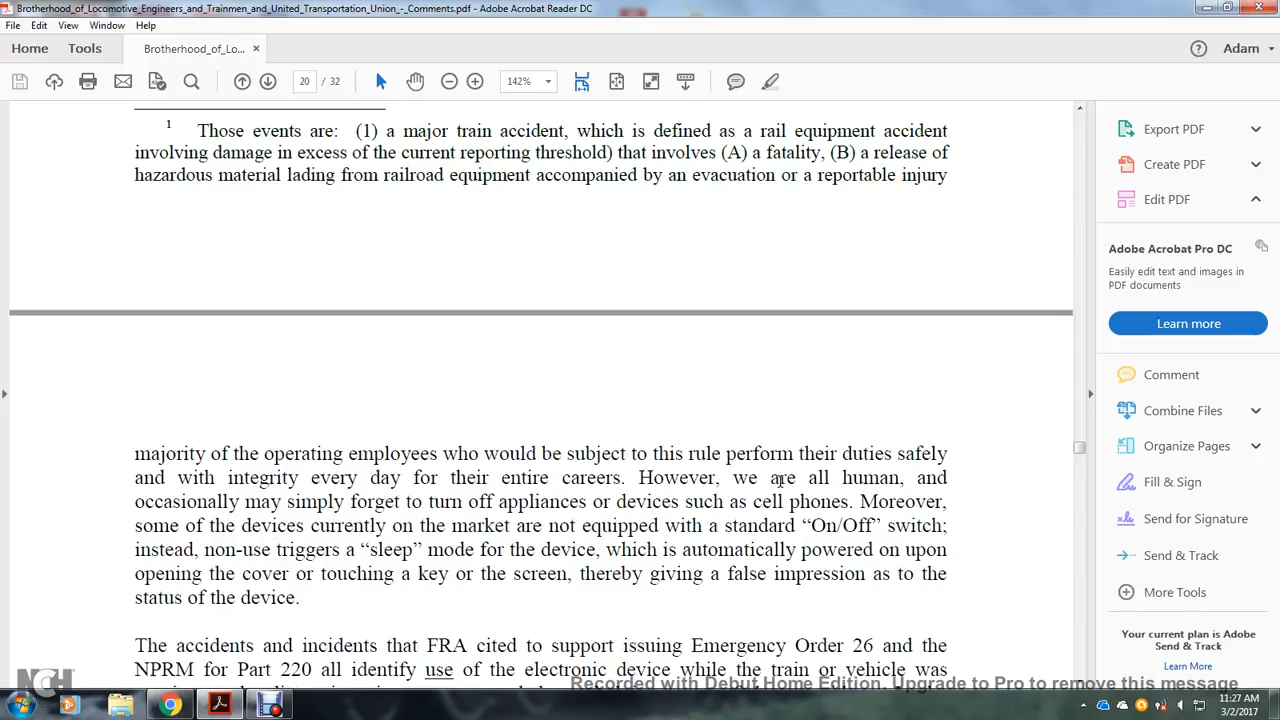 Brotherhood_of_Locomotive_Engineers_and_Trainmen_and_United_Transportation_Union_-_Comments.pdf - Adobe Acrobat Reader DC
File Edit View Window Help
Home Tools Brotherhood_of_Lo... × Adam
20 / 32 142%
1 Those events are: (1) a major train accident, which is defined as a rail equipment accident
involving damage in excess of the current reporting threshold) that involves (A) a fatality, (B) a release of
hazardous material lading from railroad equipment accompanied by an evacuation or a reportable injury
majority of the operating employees who would be subject to this rule perform their duties safely
and with integrity every day for their entire careers. However, we are all human, and
occasionally may simply forget to turn off appliances or devices such as cell phones. Moreover,
some of the devices currently on the market are not equipped with a standard “On/Off” switch;
instead, non-use triggers a “sleep” mode for the device, which is automatically powered on upon
opening the cover or touching a key or the screen, thereby giving a false impression as to the
status of the device.
The accidents and incidents that FRA cited to support issuing Emergency Order 26 and the
NPRM for Part 220 all identify use of the electronic device while the train or vehicle was
Export PDF
Create PDF
Edit PDF
Adobe Acrobat Pro DC
Easily edit text and images in
PDF documents
Learn more
Comment
Combine Files
Organize Pages
Fill & Sign
Send for Signature
Send & Track
More Tools
Your current plan is Adobe
Send & Track
Learn More
NCH
Recorded with Debut Home Edition. Upgrade to Pro to remove this message
11:27 AM
3/2/2017